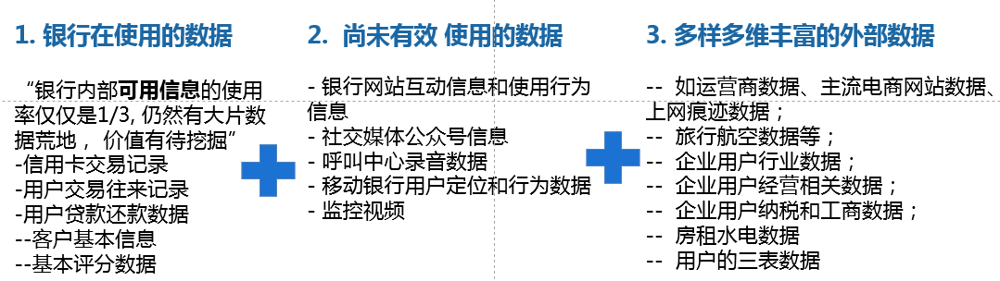 1. 银行在使用的数据
“银行内部可用信息的使用
率仅仅是1/3, 仍然有大片数
据荒地， 价值有待挖掘”
-信用卡交易记录
-用户交易往来记录
-用户贷款还款数据
--客户基本信息
--基本评分数据
2. 尚未有效 使用的数据
- 银行网站互动信息和使用行为
信息
- 社交媒体公众号信息
- 呼叫中心录音数据
- 移动银行用户定位和行为数据
- 监控视频
3. 多样多维丰富的外部数据
-- 如运营商数据、主流电商网站数据、
上网痕迹数据；
-- 旅行航空数据等；
-- 企业用户行业数据；
-- 企业用户经营相关数据；
-- 企业用户纳税和工商数据；
-- 房租水电数据
-- 用户的三表数据